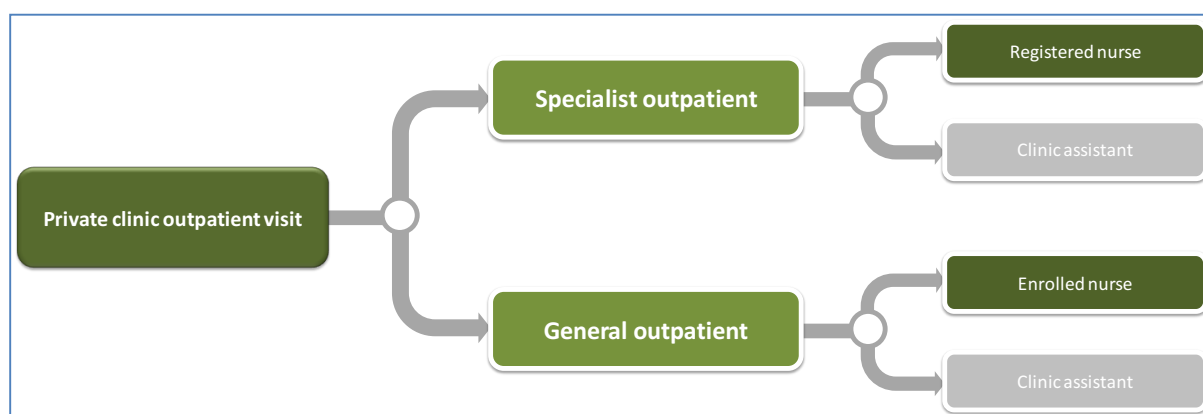 Private clinic outpatient visit
Specialist outpatient
Registered nurse
Clinic assistant
General outpatient
Enrolled nurse
Clinic assistant